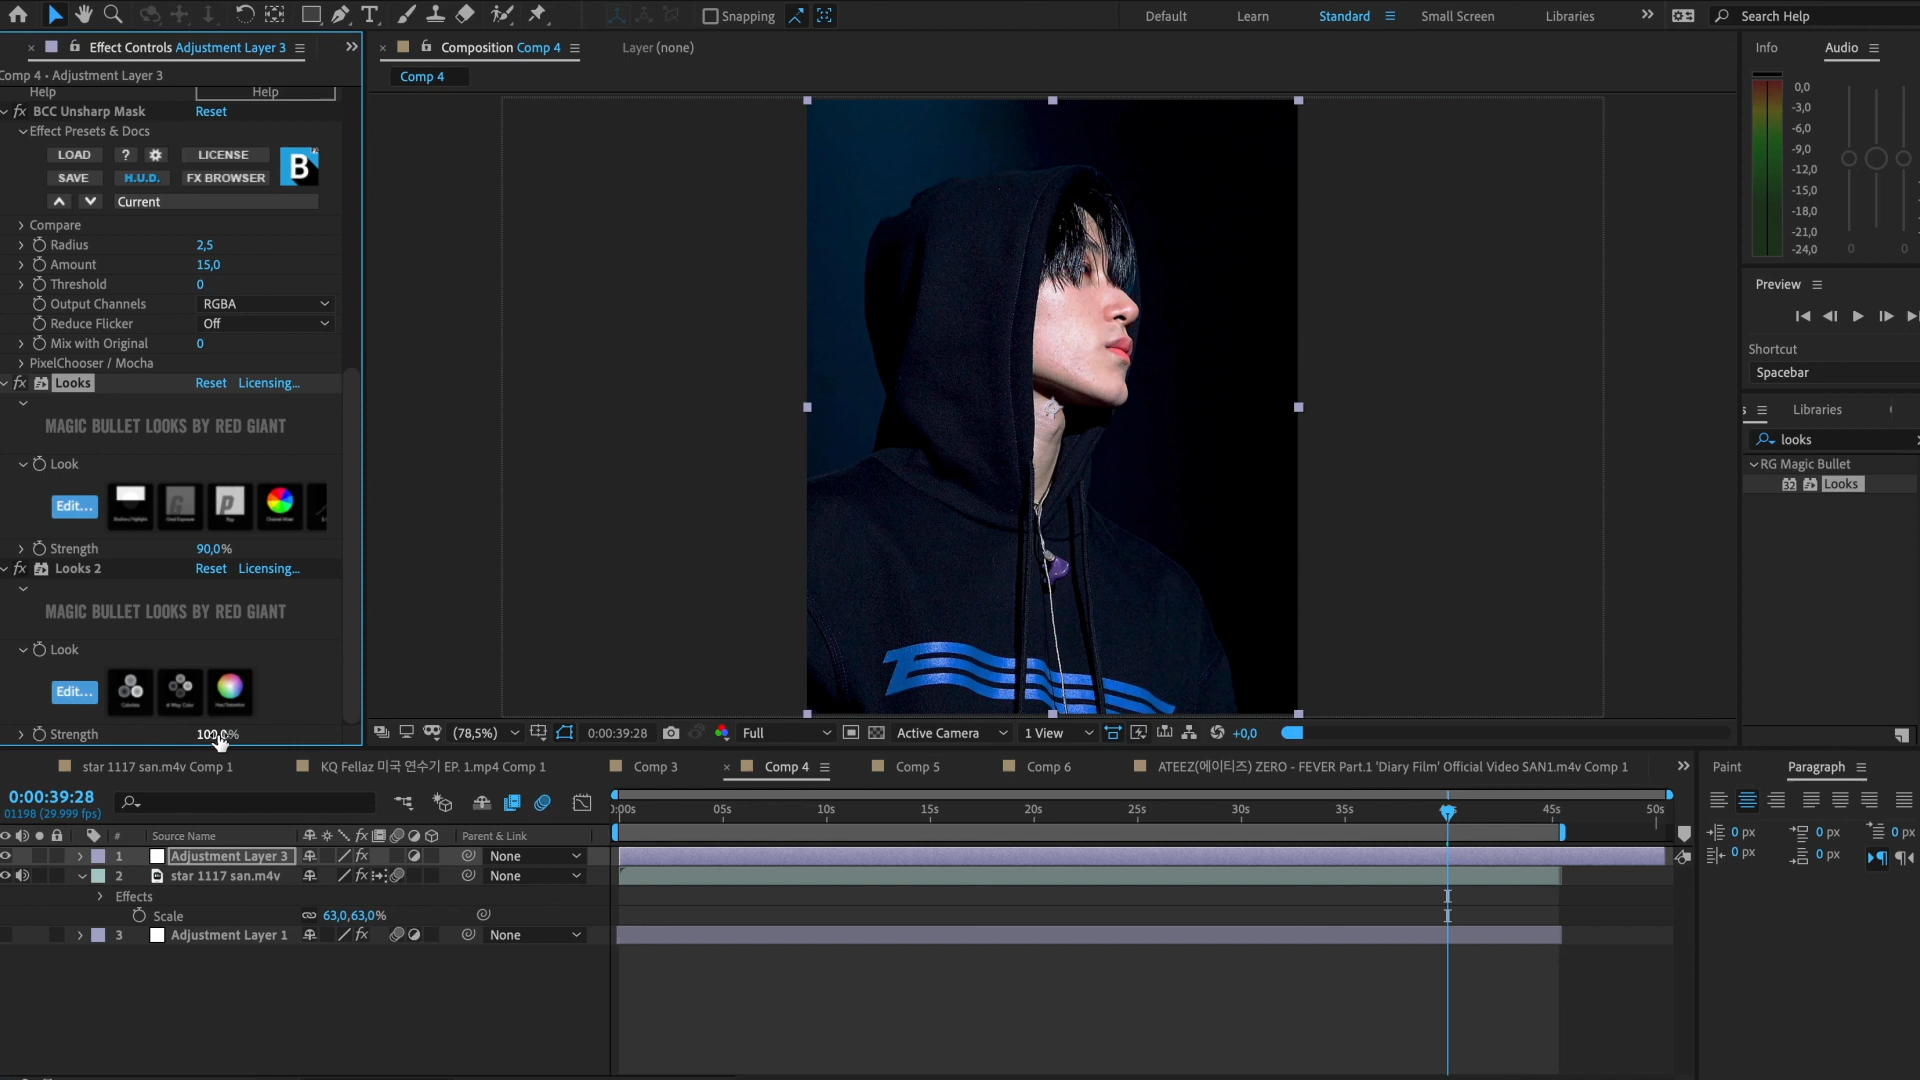 Snapping
Default
Learn
Standard
Small Screen
Libraries
Search Help
Effect Controls Adjustment Layer 3
Composition Comp 4
Layer (none)
Info
Audio
Comp 4 • Adjustment Layer 3
Comp 4
Help
Help
BCC Unsharp Mask
Reset
Effect Presets & Docs
LOAD
?
LICENSE
B
SAVE
H.U.D.
FX BROWSER
Current
Compare
Radius
2,5
Amount
15,0
Threshold
0
Output Channels
RGBA
Reduce Flicker
Off
Mix with Original
0
PixelChooser / Mocha
Looks
Reset
Licensing...
MAGIC BULLET LOOKS BY RED GIANT
Look
Edit...
Strength
90,0%
Looks 2
Reset
Licensing...
MAGIC BULLET LOOKS BY RED GIANT
Look
Edit...
Strength
100,0%
0,0
-3,0
-6,0
-9,0
-12,0
-15,0
-18,0
-21,0
-24,0
0
0
Preview
Shortcut
Spacebar
Libraries
looks
RG Magic Bullet
32
Looks
(78,5%)
0:00:39:28
Full
Active Camera
1 View
+0,0
star 1117 san.m4v Comp 1
KQ Fellaz 미국 연수기 EP. 1.mp4 Comp 1
Comp 3
Comp 4
Comp 5
Comp 6
ATEEZ(에이티즈) ZERO - FEVER Part.1 'Diary Film' Official Video SAN1.m4v Comp 1
Paint
Paragraph
0:00:39:28
01198 (29.999 fps)
0:00s
05s
10s
15s
20s
25s
30s
35s
45s
50s
#
Source Name
Parent & Link
1
Adjustment Layer 3
None
2
star 1117 san.m4v
None
Effects
Scale
63,0,63,0%
3
Adjustment Layer 1
None
0 px
0 px
0 px
0 px
0 px